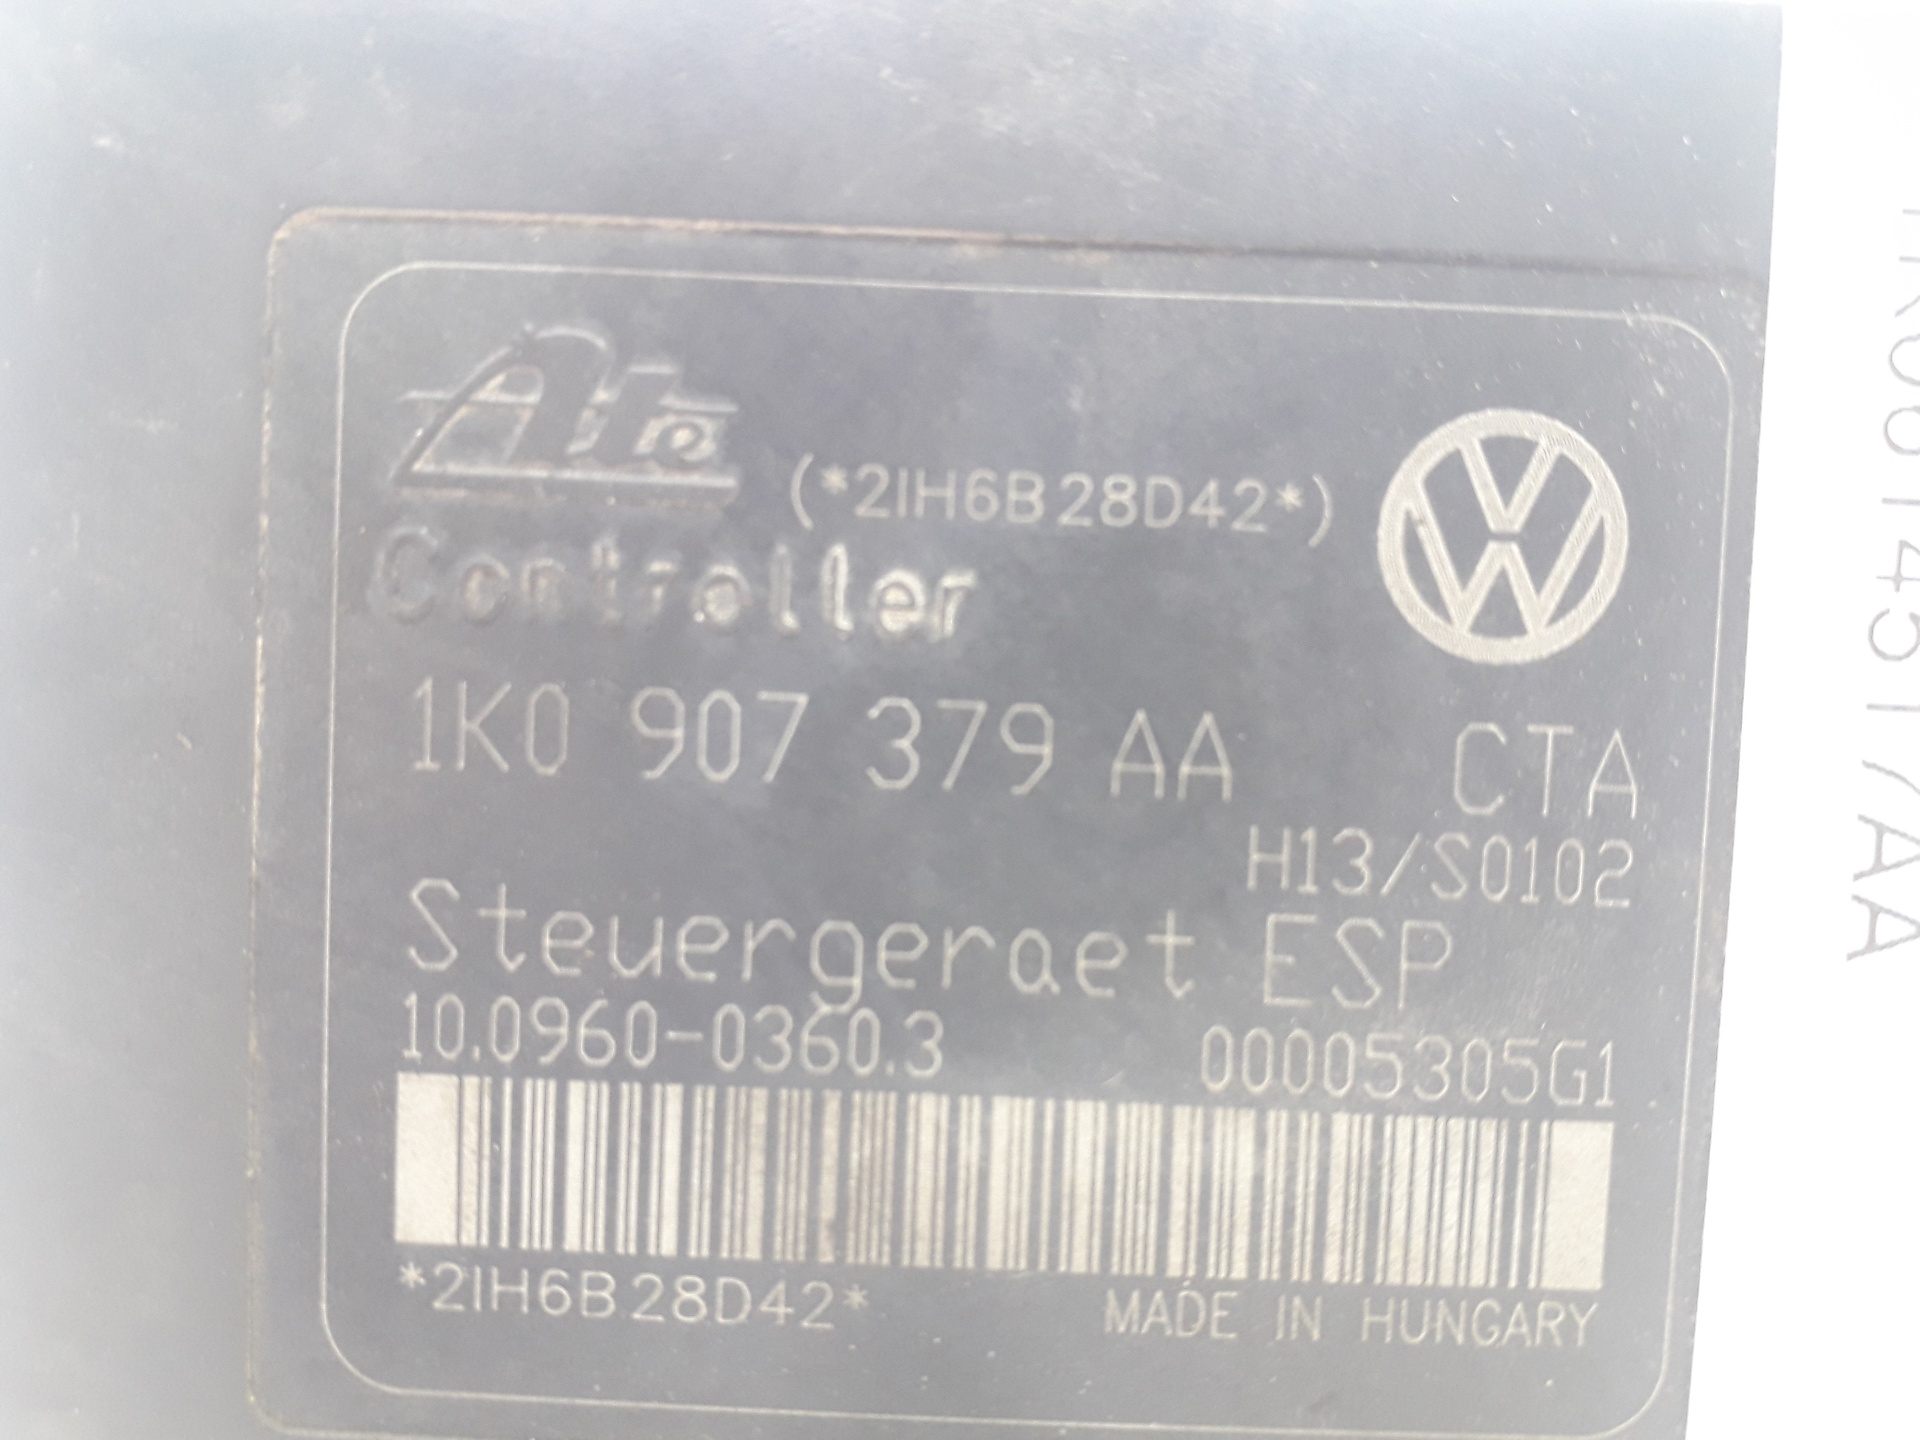 Ate
(*2IH6B28D42*)
Controller
1K0 907 379 AA CTA
H13/S0102
Steuergeraet ESP
10.0960-0360.3 00005305G1
*2IH6B28D42* MADE IN HUNGARY
1K0614517AA